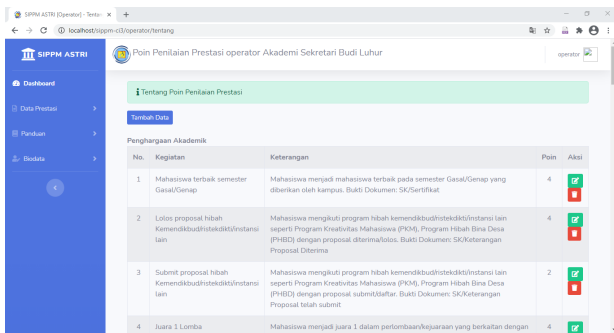 SIPPM ASTRI [Operator] - Tentan
localhost/sippm-ci3/operator/tentang
SIPPM ASTRI
Poin Penilaian Prestasi operator Akademi Sekretari Budi Luhur
operator
Dashboard
Data Prestasi
Panduan
Biodata
Tentang Poin Penilaian Prestasi
Tambah Data
Penghargaan Akademik
No. Kegiatan Keterangan Poin Aksi
1 Mahasiswa terbaik semester Mahasiswa menjadi mahasiswa terbaik pada semester Gasal/Genap yang 4
Gasal/Genap diberikan oleh kampus. Bukti Dokumen: SK/Sertifikat
2 Lolos proposal hibah Mahasiswa mengikuti program hibah kemendikbud/ristekdikti/instansi lain 4
Kemendikbud/ristekdikti/instansi seperti Program Kreativitas Mahasiswa (PKM), Program Hibah Bina Desa
lain (PHBD) dengan proposal diterima/lolos. Bukti Dokumen: SK/Keterangan
Proposal Diterima
3 Submit proposal hibah Mahasiswa mengikuti program hibah kemendikbud/ristekdikti/instansi lain 2
Kemendikbud/ristekdikti/instansi seperti Program Kreativitas Mahasiswa (PKM), Program Hibah Bina Desa
lain (PHBD) dengan proposal submit/daftar. Bukti Dokumen: SK/Keterangan
Proposal telah submit
4 Juara 1 Lomba Mahasiswa menjadi juara 1 dalam perlombaan/kejuaraan yang berkaitan dengan 4